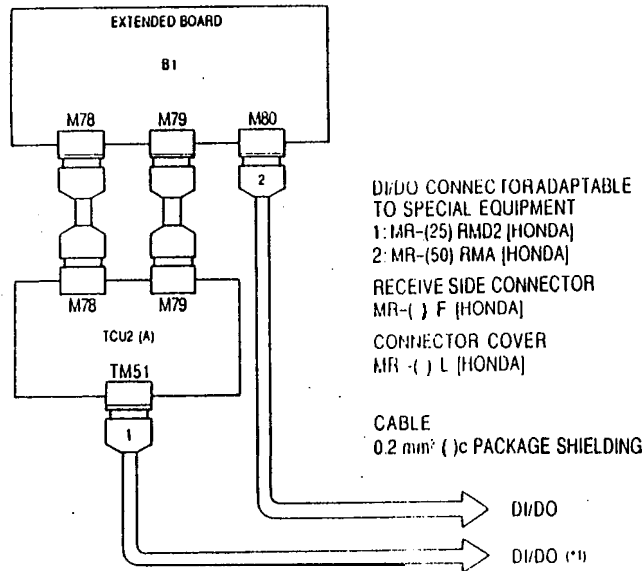 EXTENDED BOARD
B1
M78
M79
M80
2
M78
M79
TCU2 (A)
TM51
1
DI/DO CONNECTOR ADAPTABLE
TO SPECIAL EQUIPMENT
1: MR-(25) RMD2 [HONDA]
2: MR-(50) RMA [HONDA]
RECEIVE SIDE CONNECTOR
MR-( ) F [HONDA]
CONNECTOR COVER
MR -( ) L [HONDA]
CABLE
0.2 mm² ( )c PACKAGE SHIELDING
DI/DO
DI/DO (*1)